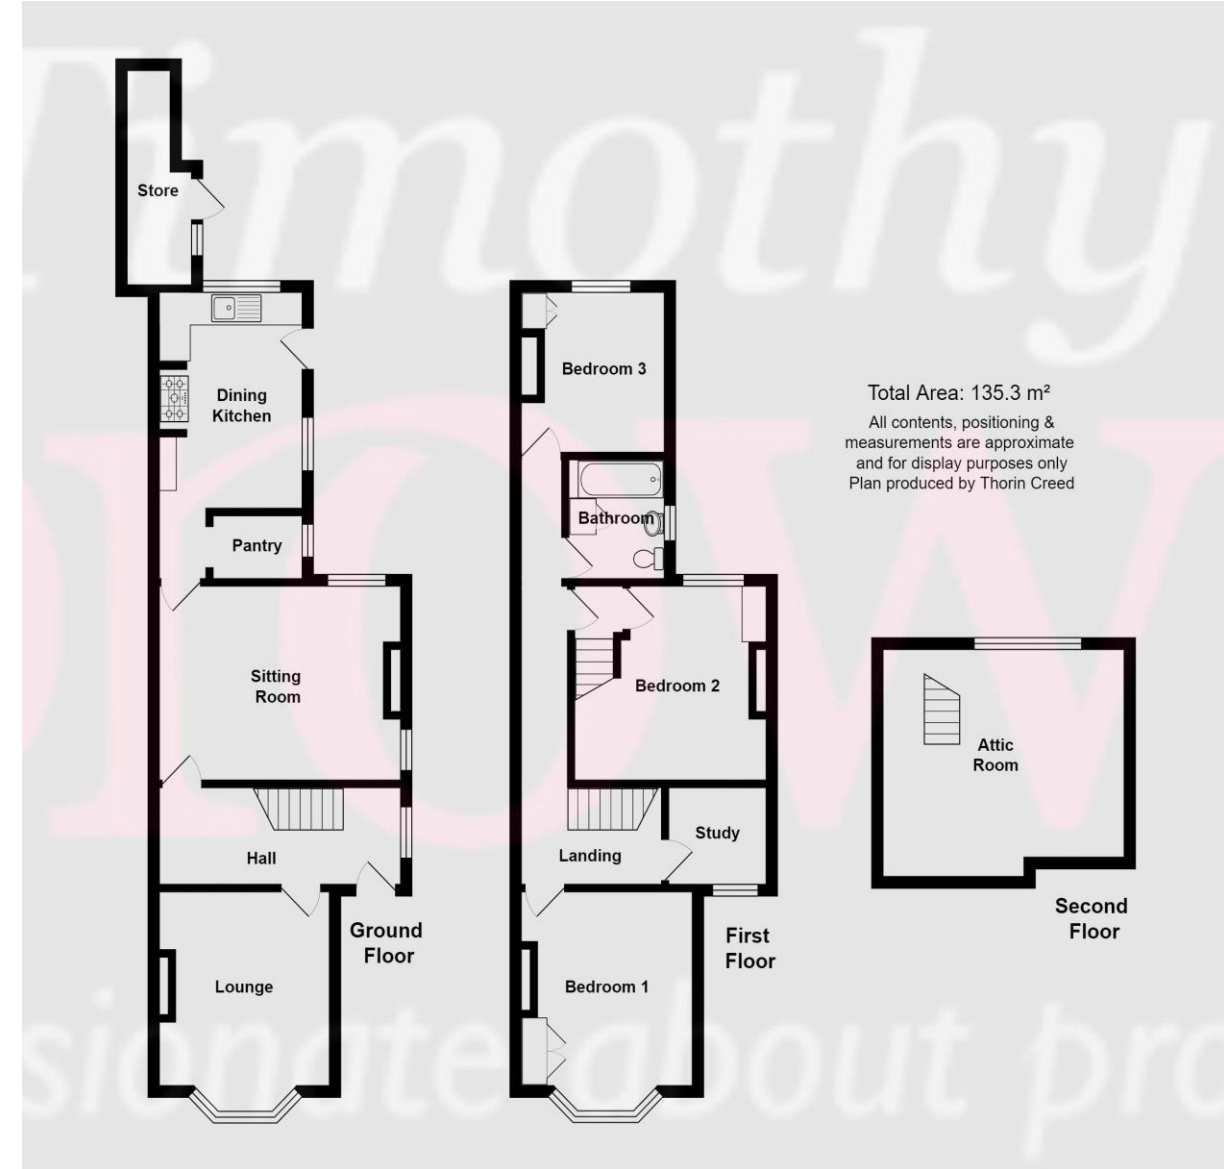 Timothy
Store
Dining
Kitchen
Pantry
Sitting
Room
Hall
Lounge
Ground
Floor
Bedroom 3
Bathroom
Bedroom 2
Study
Landing
Bedroom 1
First
Floor
Total Area: 135.3 m²
All contents, positioning &
measurements are approximate
and for display purposes only
Plan produced by Thorin Creed
Attic
Room
Second
Floor
about